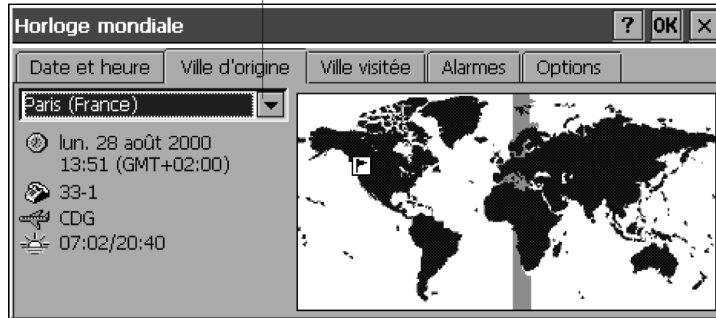 Horloge mondiale ? OK ×
Date et heure Ville d'origine Ville visitée Alarmes Options
Paris (France)
lun. 28 août 2000
13:51 (GMT+02:00)
33-1
CDG
07:02/20:40